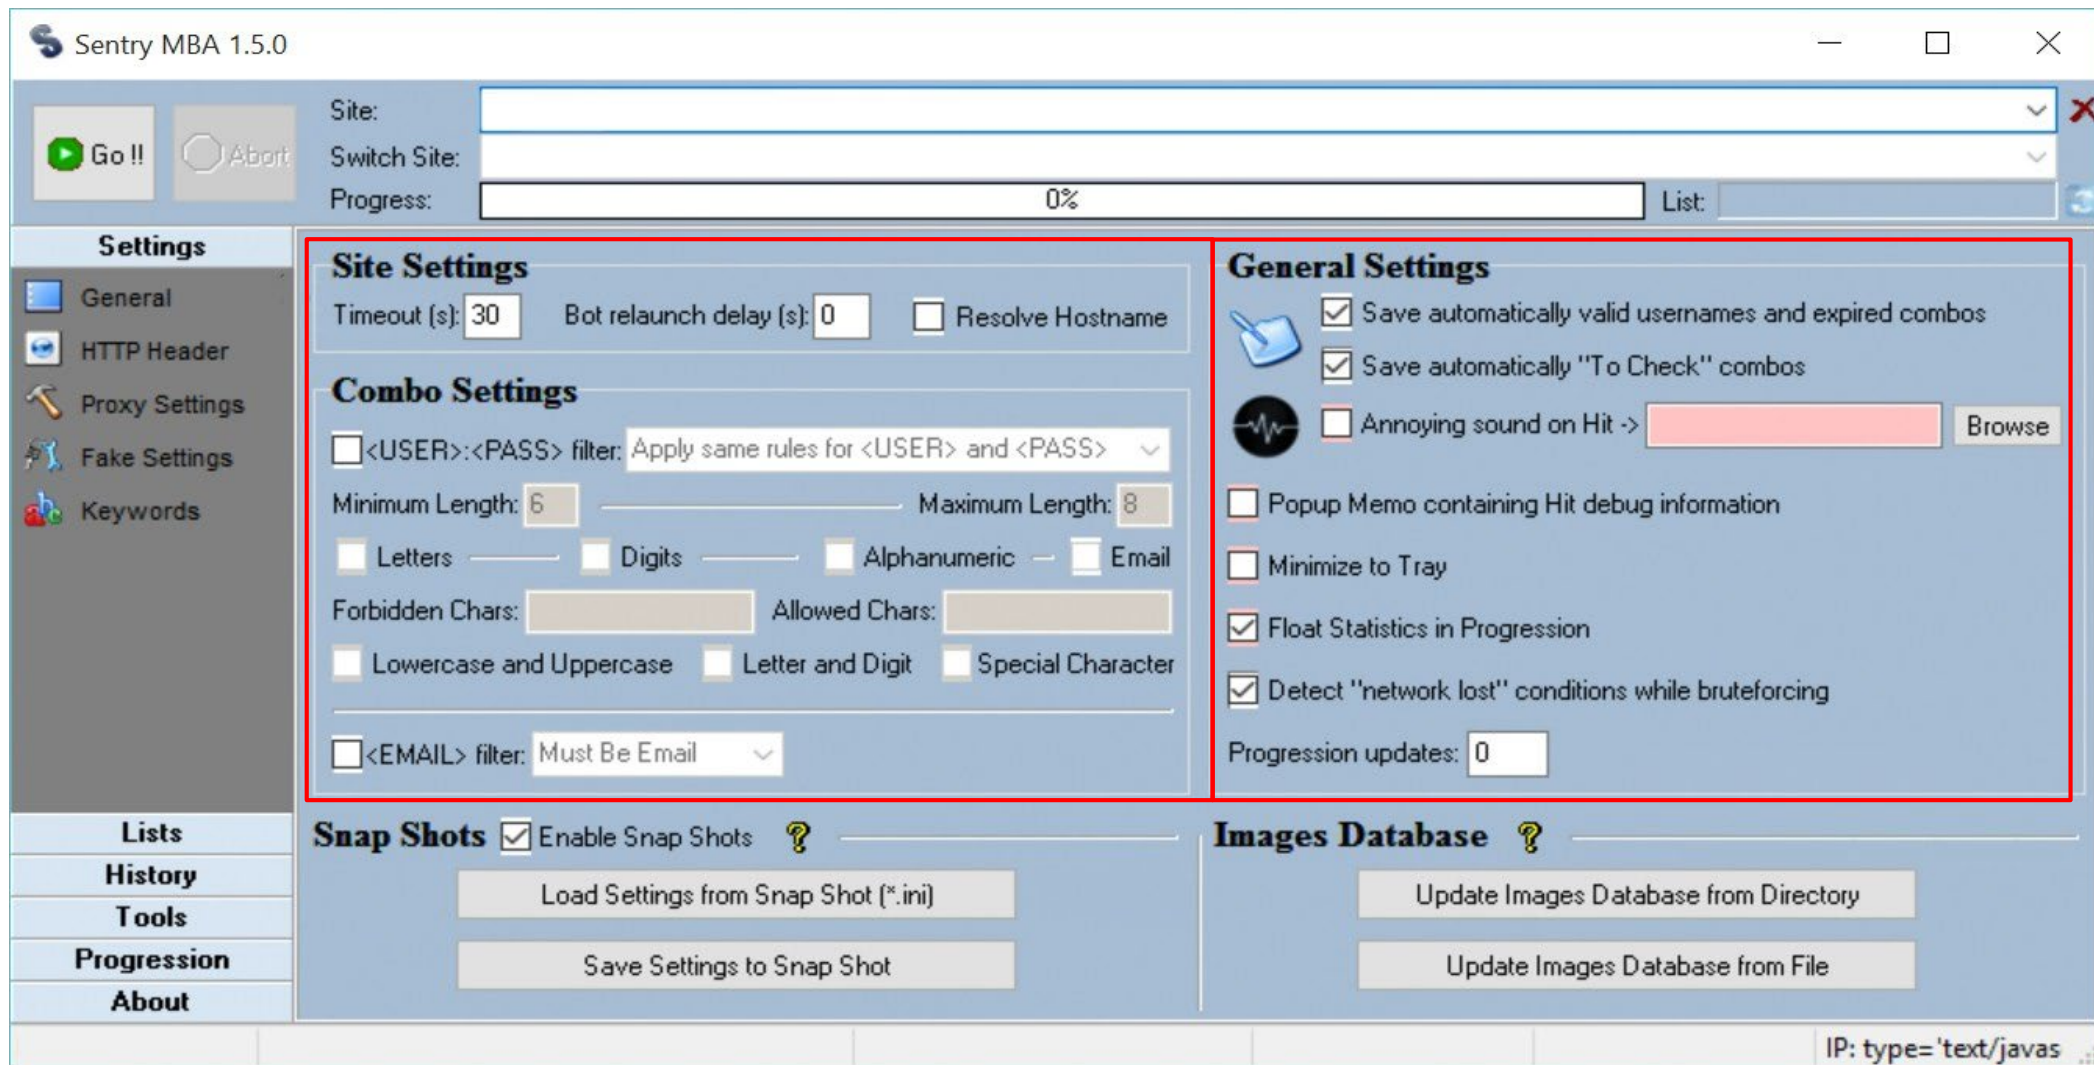 Sentry MBA 1.5.0
Go !!
Abort
Site:
Switch Site:
Progress:
0%
List:
Settings
General
HTTP Header
Proxy Settings
Fake Settings
Keywords
Lists
History
Tools
Progression
About
Site Settings
Timeout (s): 30 Bot relaunch delay (s): 0 Resolve Hostname
Combo Settings
<USER>:<PASS> filter: Apply same rules for <USER> and <PASS>
Minimum Length: 6 Maximum Length: 8
Letters Digits Alphanumeric Email
Forbidden Chars: Allowed Chars:
Lowercase and Uppercase Letter and Digit Special Character
<EMAIL> filter: Must Be Email
General Settings
Save automatically valid usernames and expired combos
Save automatically "To Check" combos
Annoying sound on Hit -> Browse
Popup Memo containing Hit debug information
Minimize to Tray
Float Statistics in Progression
Detect "network lost" conditions while bruteforcing
Progression updates: 0
Snap Shots Enable Snap Shots ?
Load Settings from Snap Shot (*.ini)
Save Settings to Snap Shot
Images Database ?
Update Images Database from Directory
Update Images Database from File
IP: type='text/javas